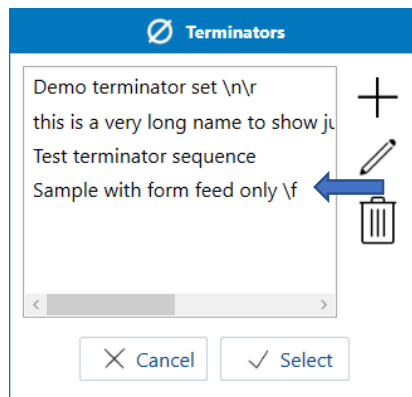 Terminators
Demo terminator set \n\r
this is a very long name to show ju
Test terminator sequence
Sample with form feed only \f
Cancel
Select